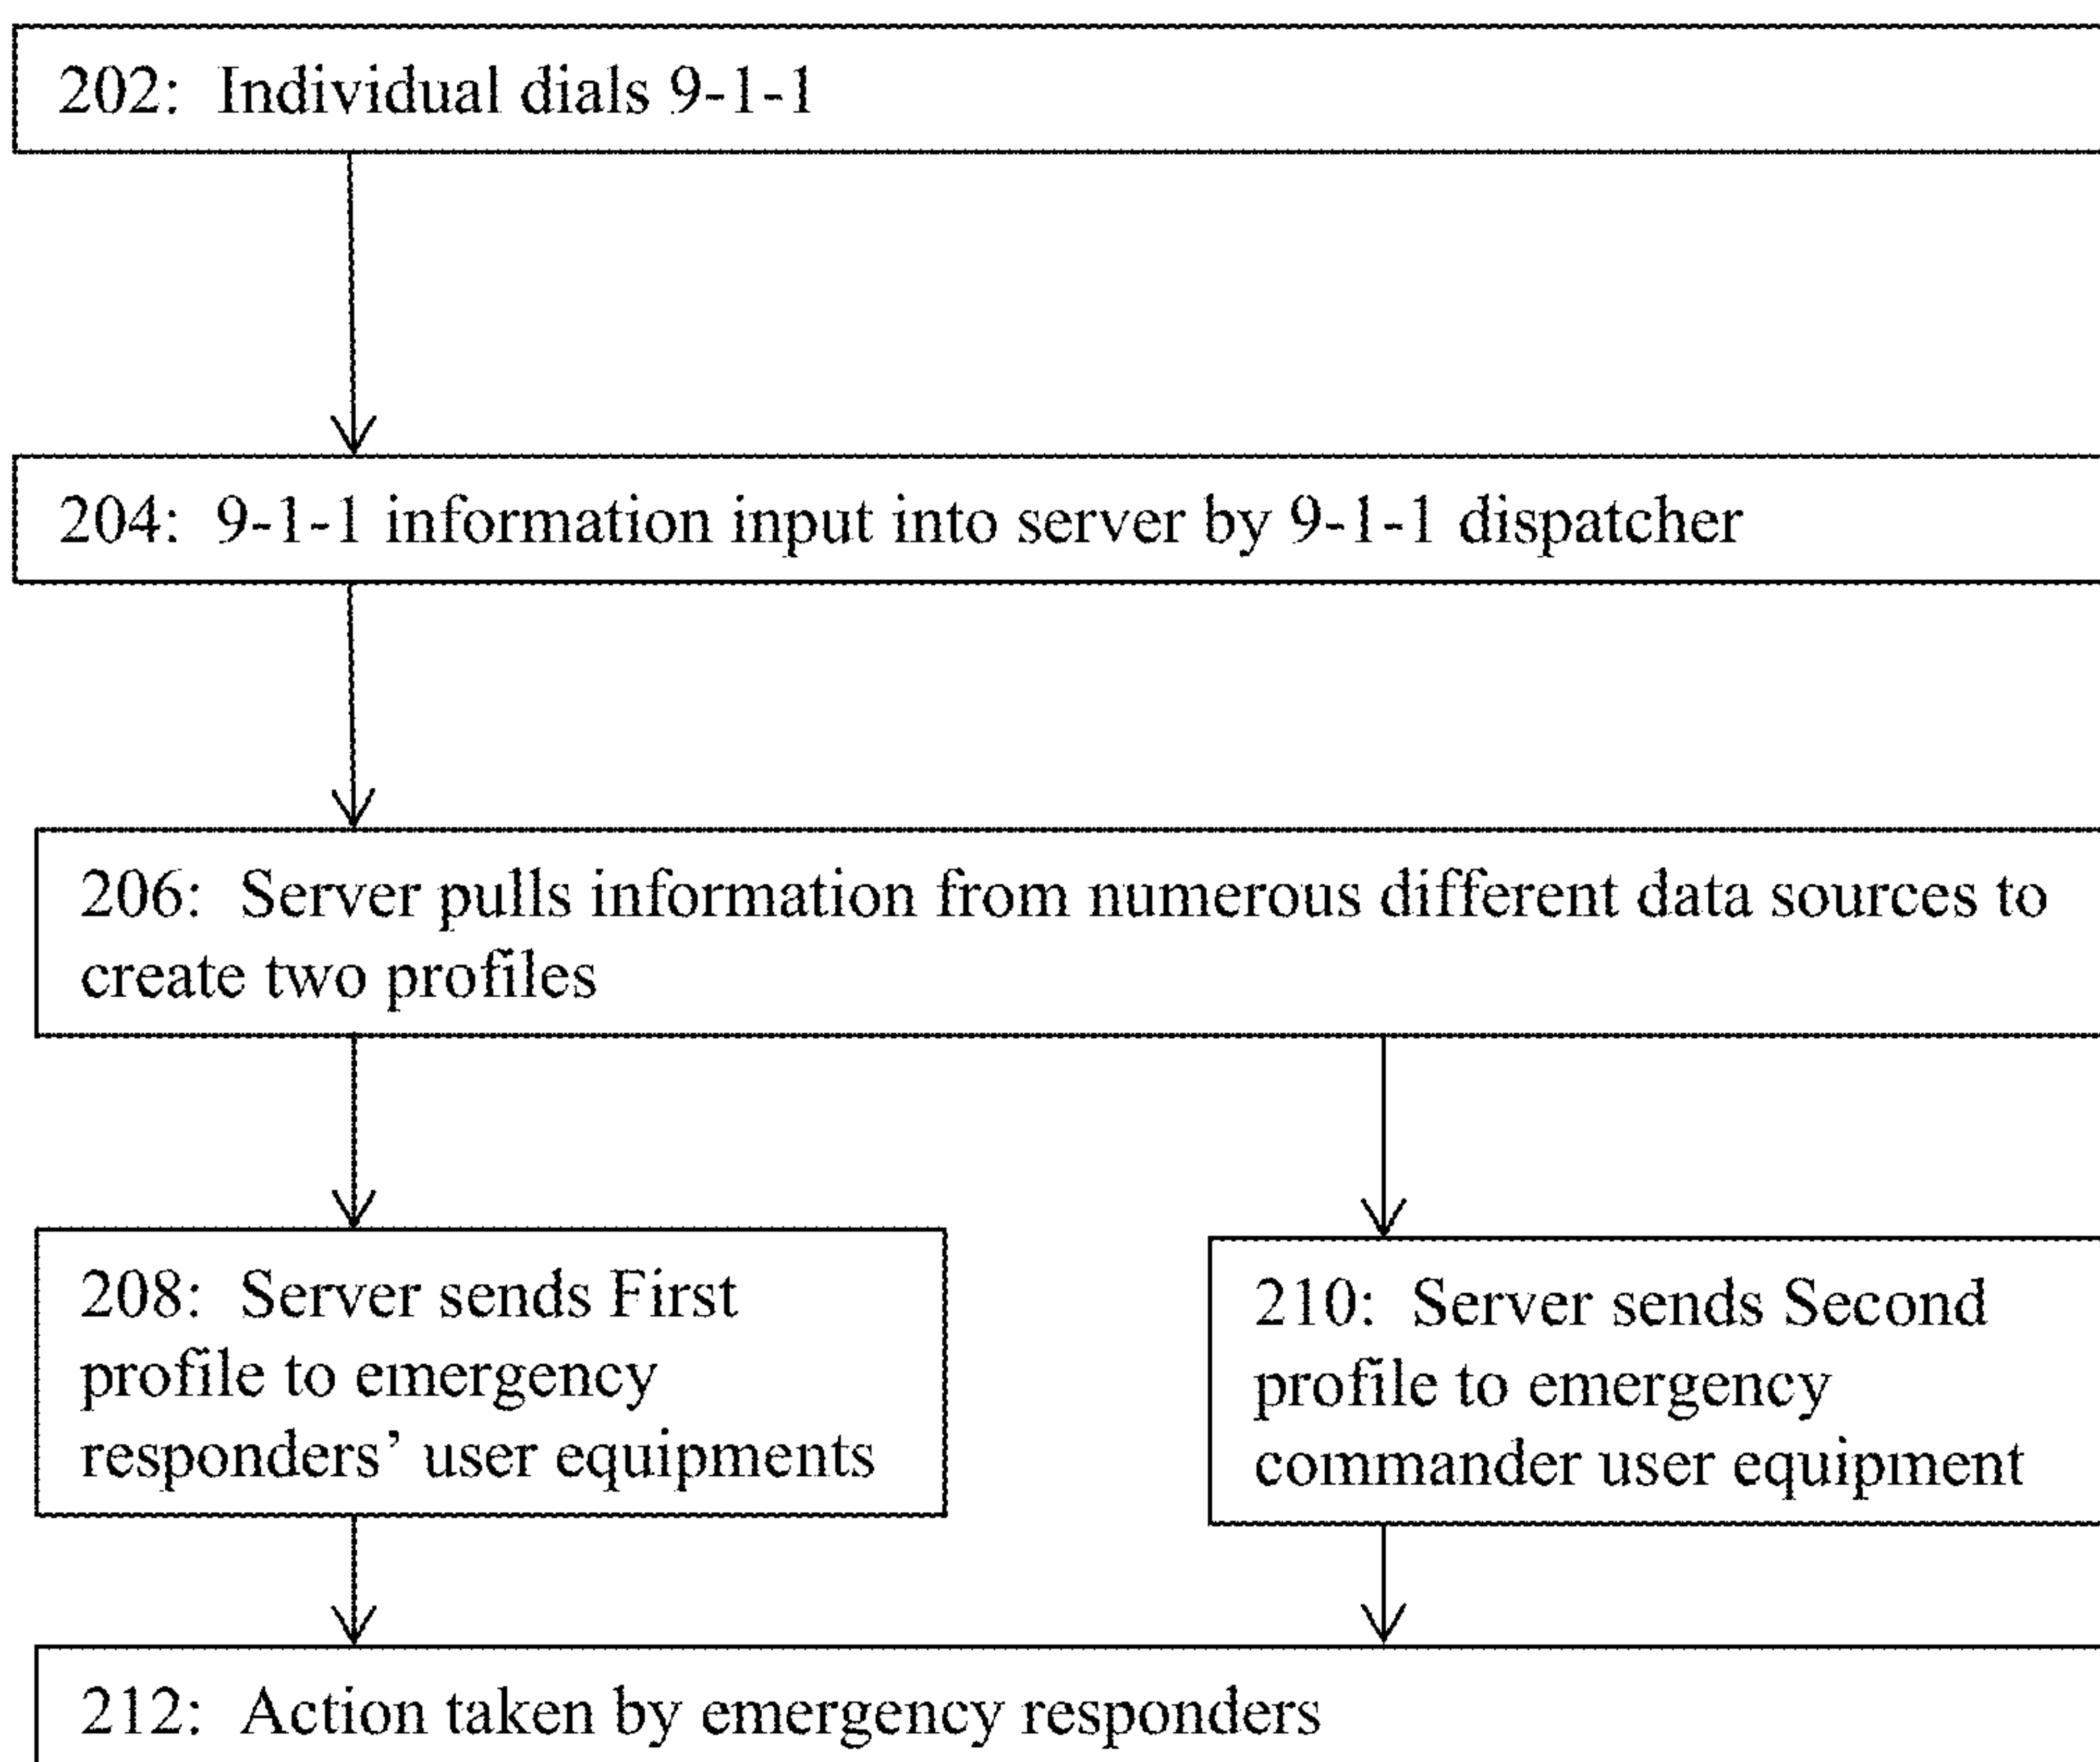 202: Individual dials 9-1-1
204: 9-1-1 information input into server by 9-1-1 dispatcher
206: Server pulls information from numerous different data sources to
create two profiles
208: Server sends First
profile to emergency
responders’ user equipments
210: Server sends Second
profile to emergency
commander user equipment
212: Action taken by emergency responders